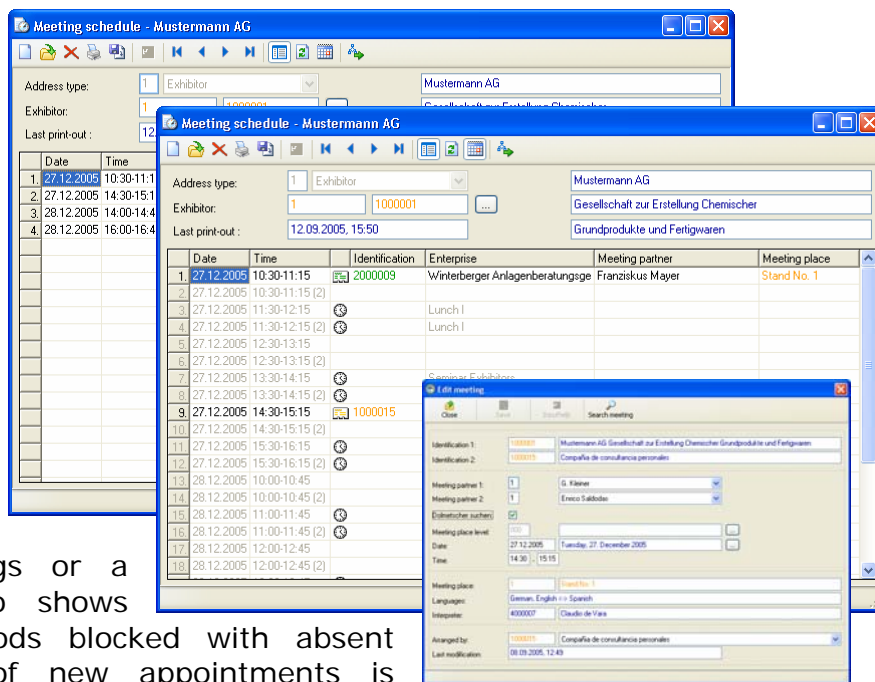 Meeting schedule - Mustermann AG
Address type: 1 Exhibitor Mustermann AG
Exhibitor: 1 1000001 ...
Last print-out : 12.
Date Time
1. 27.12.2005 10:30-11:1
2. 27.12.2005 14:30-15:1
3. 28.12.2005 14:00-14:4
4. 28.12.2005 16:00-16:4
Meeting schedule - Mustermann AG
Address type: 1 Exhibitor Mustermann AG
Exhibitor: 1 1000001 ... Gesellschaft zur Erstellung Chemischer
Last print-out : 12.09.2005, 15:50 Grundprodukte und Fertigwaren
Date Time Identification Enterprise Meeting partner Meeting place
1. 27.12.2005 10:30-11:15 2000009 Winterberger Anlagenberatungsge Franziskus Mayer Stand No. 1
2. 27.12.2005 10:30-11:15 (2)
3. 27.12.2005 11:30-12:15 Lunch I
4. 27.12.2005 11:30-12:15 (2) Lunch I
5. 27.12.2005 12:30-13:15
6. 27.12.2005 12:30-13:15 (2)
7. 27.12.2005 13:30-14:15 Seminar Exhibitors
8. 27.12.2005 13:30-14:15 (2)
9. 27.12.2005 14:30-15:15 1000015
10. 27.12.2005 14:30-15:15 (2)
11. 27.12.2005 15:30-16:15
12. 27.12.2005 15:30-16:15 (2)
13. 28.12.2005 10:00-10:45
14. 28.12.2005 10:00-10:45 (2)
15. 28.12.2005 11:00-11:45
16. 28.12.2005 11:00-11:45 (2)
17. 28.12.2005 12:00-12:45
18. 28.12.2005 12:00-12:45 (2)
Edit meeting
Close Save Search meeting
Identification 1: 1000001 Mustermann AG Gesellschaft zur Erstellung Chemischer Grundprodukte und Fertigwaren
Identification 2: 1000015 Compañia de consultancia personales
Meeting partner 1: 1 G. Kleiner
Meeting partner 2: 1 Enrico Saldodas
Dolmetscher suchen:
Meeting place level: 000 ...
Date: 27.12.2005 Tuesday, 27. December 2005 ...
Time: 14:30 - 15:15
Meeting place: 1 Stand No. 1
Languages: German, English <-> Spanish
Interpreter: 4000007 Claudio de Vara
Arranged by: 1000015 Compañia de consultancia personales
Last modification: 08.09.2005, 12:49
gs or a
o shows
ods blocked with absent
of new appointments is